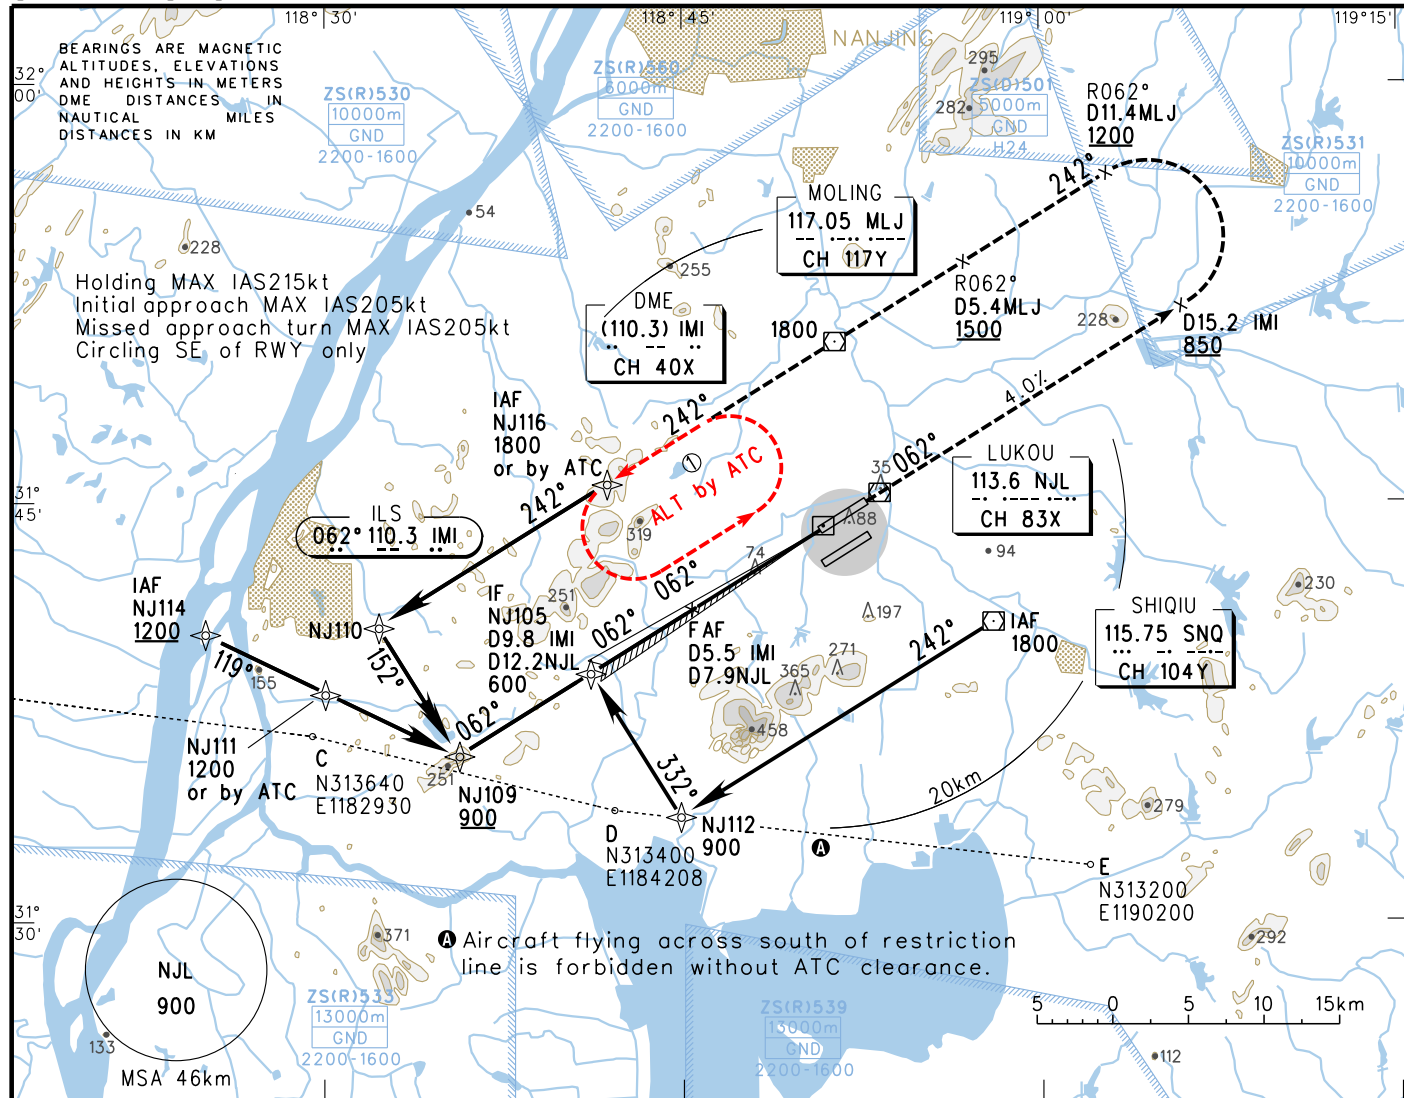 118° 30'
118° 45'
119° 00'
119° 15'
32°
00'
31°
45'
31°
30'
BEARINGS ARE MAGNETIC
ALTITUDES, ELEVATIONS
AND HEIGHTS IN METERS
DME DISTANCES IN
NAUTICAL MILES
DISTANCES IN KM
ZS(R)530
10000m
GND
2200-1600
ZS(R)560
6000m
GND
2200-1600
NANJING
295
282
ZS(D)501
5000m
GND
H24
R062°
D11.4MLJ
1200
ZS(R)531
10000m
GND
2200-1600
54
228
255
MOLING
117.05 MLJ
CH 117Y
242°
Holding MAX IAS215kt
Initial approach MAX IAS205kt
Missed approach turn MAX IAS205kt
Circling SE of RWY only
DME
(110.3) IMI
CH 40X
1800
R062°
D5.4MLJ
1500
228
D15.2 IMI
850
4.0%
IAF
NJ116
1800
or by ATC
242°
242°
1
ALT by ATC
062°
319
062°
35
88
74
LUKOU
113.6 NJL
CH 83X
94
ILS
062° 110.3 IMI
IAF
NJ114
1200
NJ110
119°
155
152°
IF
NJ105
D9.8 IMI
D12.2NJL
600
251
062°
FAF
D5.5 IMI
D7.9NJL
197
271
365
458
242°
IAF
1800
230
SHIQIU
115.75 SNQ
CH 104Y
062°
NJ111
1200
or by ATC
C
N313640
E1182930
251
NJ109
900
332°
D
N313400
E1184208
NJ112
900
A
20km
279
E
N313200
E1190200
371
292
A Aircraft flying across south of restriction
line is forbidden without ATC clearance.
NJL
900
133
MSA 46km
ZS(R)533
13000m
GND
2200-1600
ZS(R)539
13000m
GND
2200-1600
5 0 5 10 15km
112